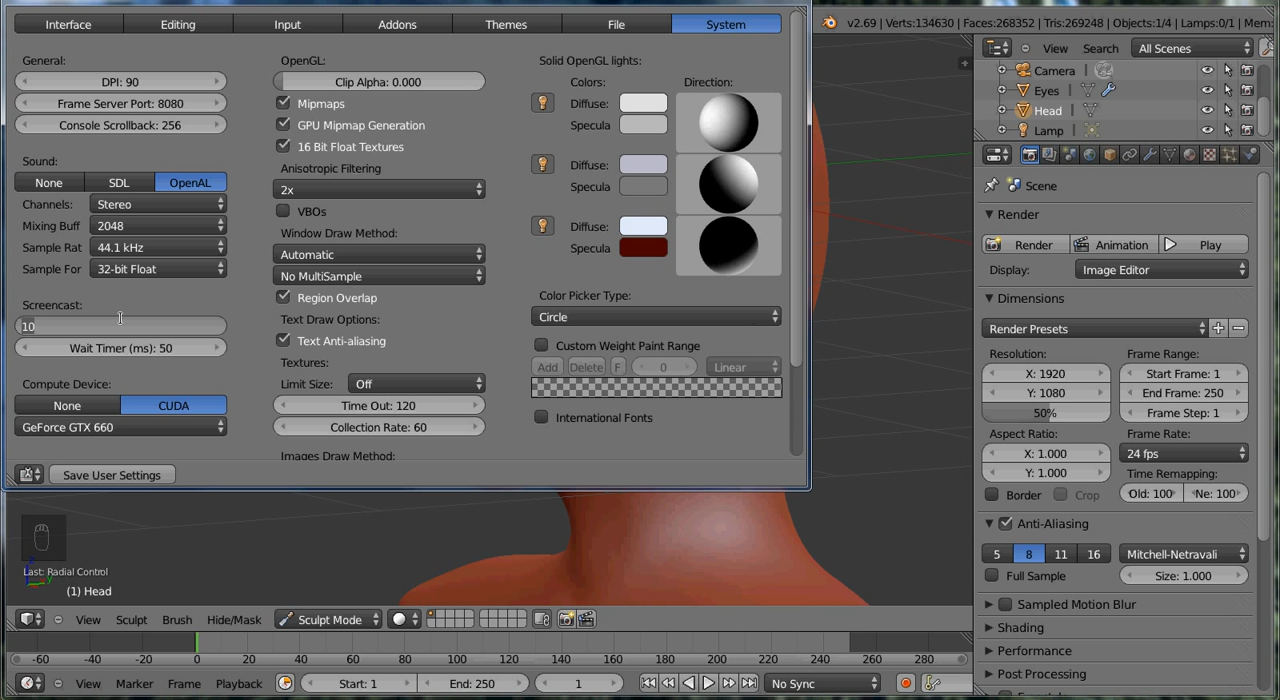 Interface Editing Input Addons Themes File System
v2.69 | Verts:134630 | Faces:268352 | Tris:269248 | Objects:1/4 | Lamps:0/1 | Mem:
General:
DPI: 90
Frame Server Port: 8080
Console Scrollback: 256
Sound:
None SDL OpenAL
Channels: Stereo
Mixing Buff 2048
Sample Rat 44.1 kHz
Sample For 32-bit Float
Screencast:
10
Wait Timer (ms): 50
Compute Device:
None CUDA
GeForce GTX 660
Save User Settings
OpenGL:
Clip Alpha: 0.000
Mipmaps
GPU Mipmap Generation
16 Bit Float Textures
Anisotropic Filtering
2x
VBOs
Window Draw Method:
Automatic
No MultiSample
Region Overlap
Text Draw Options:
Text Anti-aliasing
Textures:
Limit Size: Off
Time Out: 120
Collection Rate: 60
Images Draw Method:
Solid OpenGL lights:
Colors: Direction:
Diffuse:
Specula
Diffuse:
Specula
Diffuse:
Specula
Color Picker Type:
Circle
Custom Weight Paint Range
Add Delete F 0 Linear
International Fonts
View Search All Scenes
Camera
Eyes
Head
Lamp
Scene
Render
Render Animation Play
Display: Image Editor
Dimensions
Render Presets
Resolution: Frame Range:
X: 1920 Start Frame: 1
Y: 1080 End Frame: 250
50% Frame Step: 1
Aspect Ratio: Frame Rate:
X: 1.000 24 fps
Y: 1.000 Time Remapping:
Border Crop Old: 100 Ne: 100
Anti-Aliasing
5 8 11 16 Mitchell-Netravali
Full Sample Size: 1.000
Sampled Motion Blur
Shading
Performance
Post Processing
Last: Radial Control
(1) Head
View Sculpt Brush Hide/Mask Sculpt Mode
-60 -40 -20 0 20 40 60 80 100 120 140 160 180 200 220 240 260 280
View Marker Frame Playback Start: 1 End: 250 1 No Sync